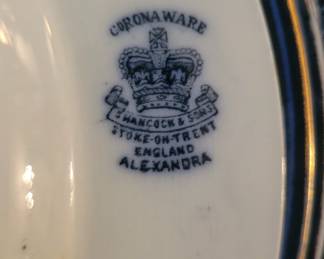 CORONAWARE
S. HANCOCK & SONS
STOKE-ON-TRENT
ENGLAND
ALEXANDRA